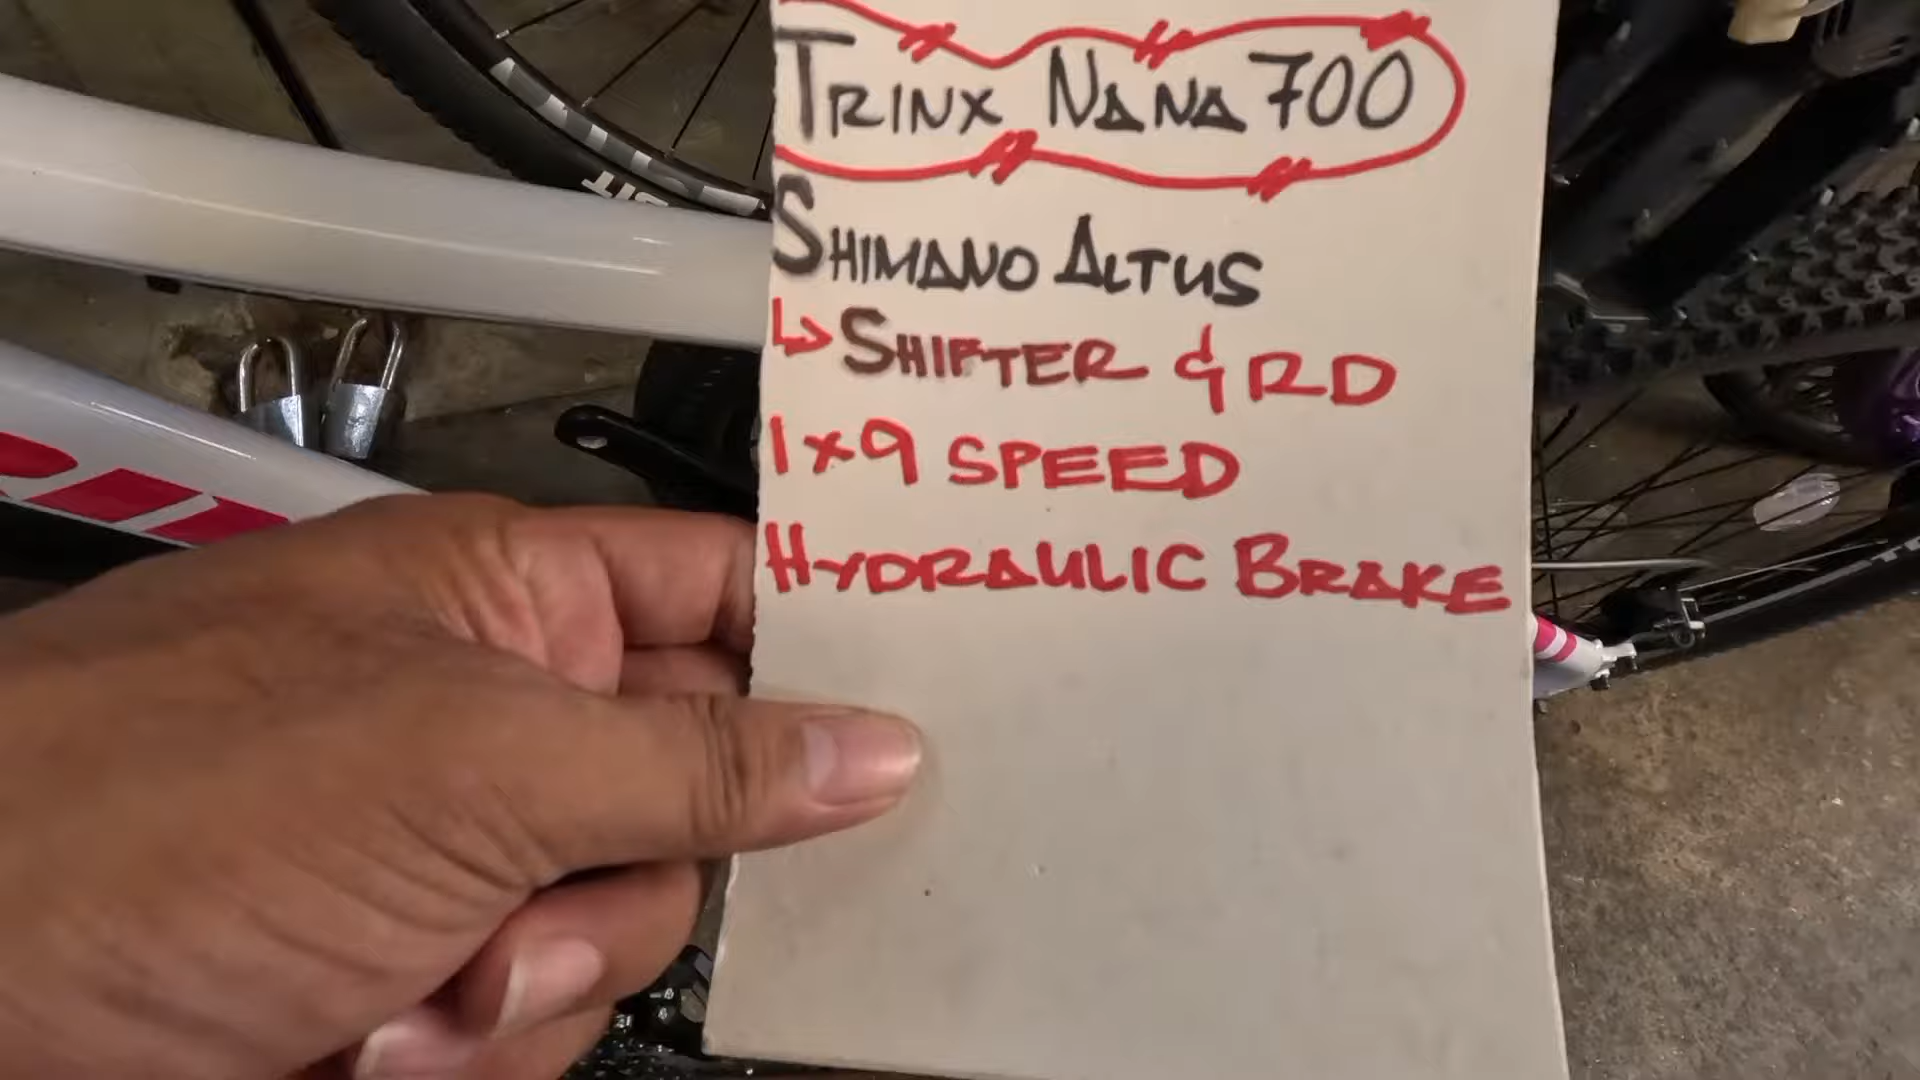 TRINX NANA 700
SHIMANO ALTUS
↳ SHIFTER & RD
1x9 SPEED
HYDRAULIC BRAKE